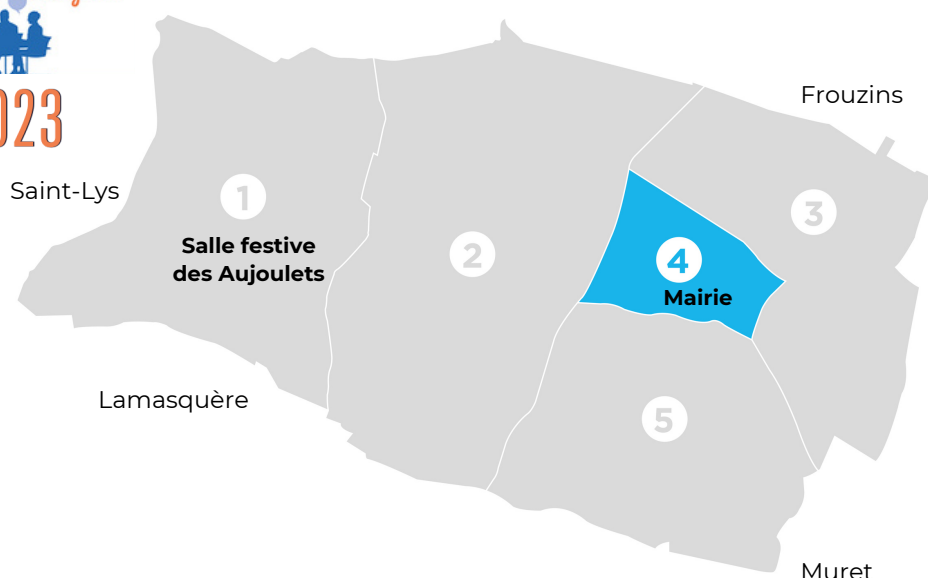 023
Frouzins
Saint-Lys
1
Salle festive
des Aujoulets
2
3
4
Mairie
Lamasquère
5
Muret